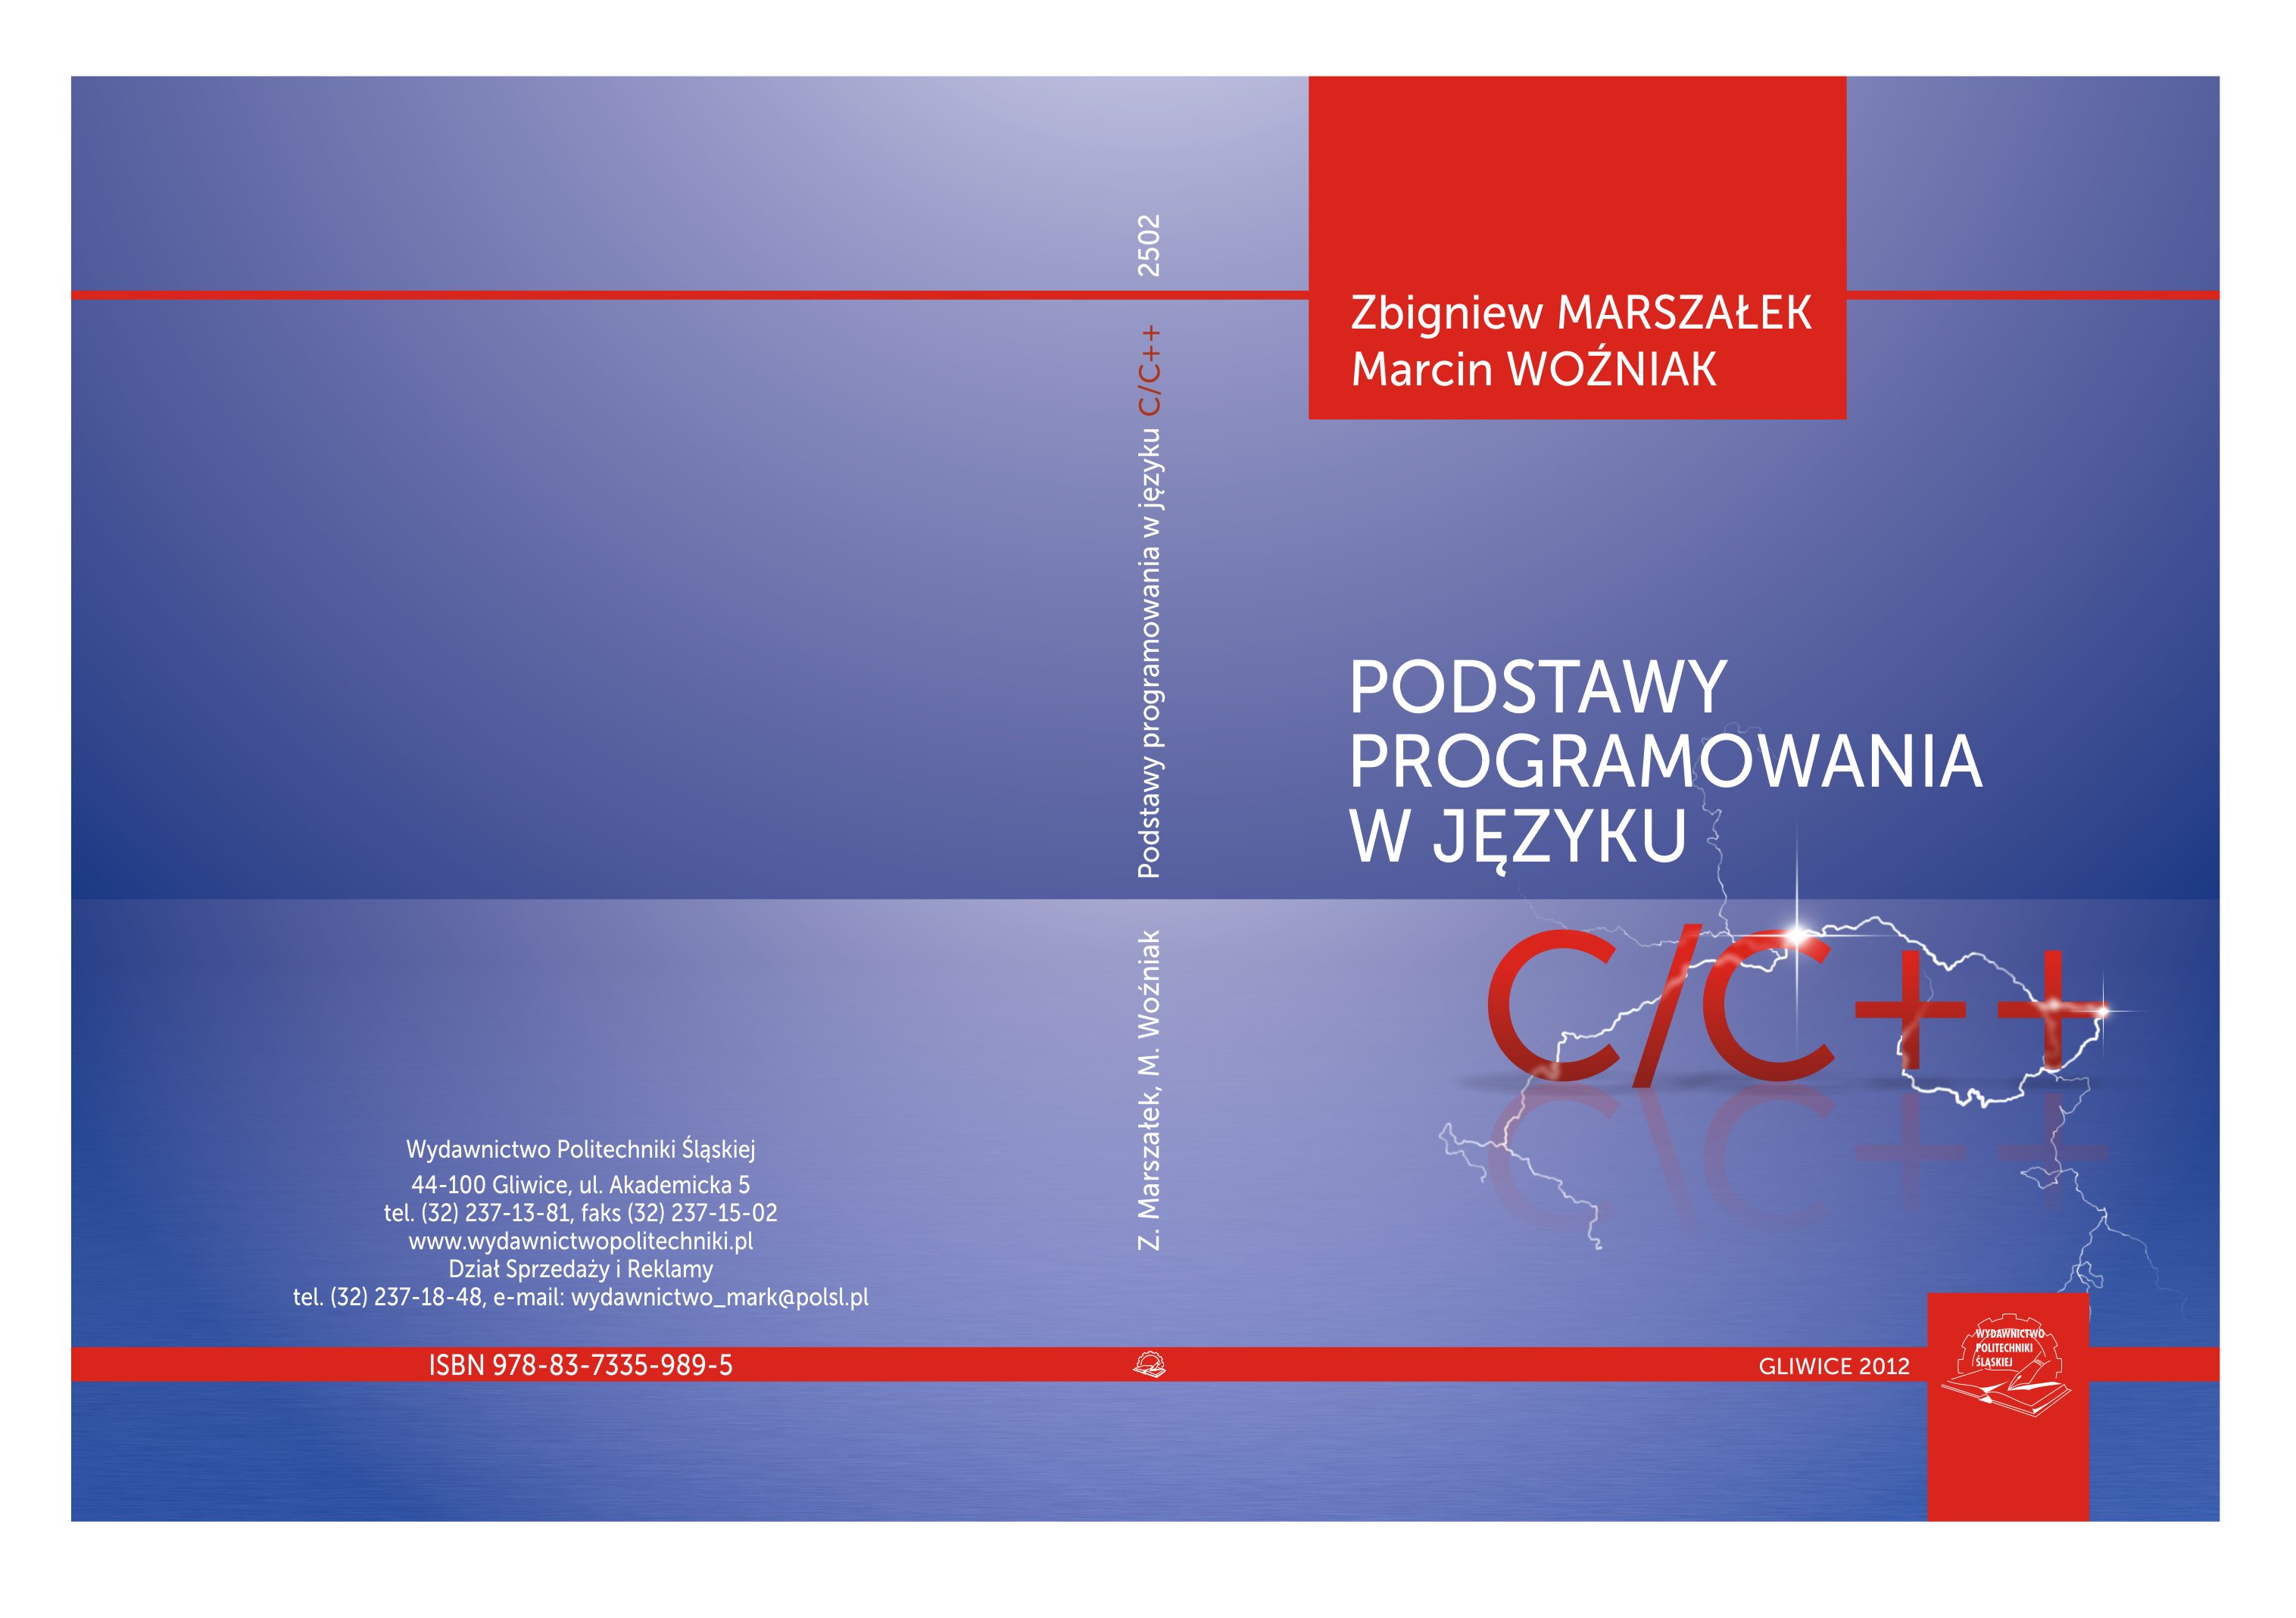 Zbigniew MARSZAŁEK
Marcin WOŹNIAK
PODSTAWY
PROGRAMOWANIA
W JĘZYKU
C/C++
GLIWICE 2012
WYDAWNICTWO
POLITECHNIKI
ŚLĄSKIEJ
Z. Marszałek, M. Woźniak Podstawy programowania w języku C/C++ 2502
Wydawnictwo Politechniki Śląskiej
44-100 Gliwice, ul. Akademicka 5
tel. (32) 237-13-81, faks (32) 237-15-02
www.wydawnictwopolitechniki.pl
Dział Sprzedaży i Reklamy
tel. (32) 237-18-48, e-mail: wydawnictwo_mark@polsl.pl
ISBN 978-83-7335-989-5